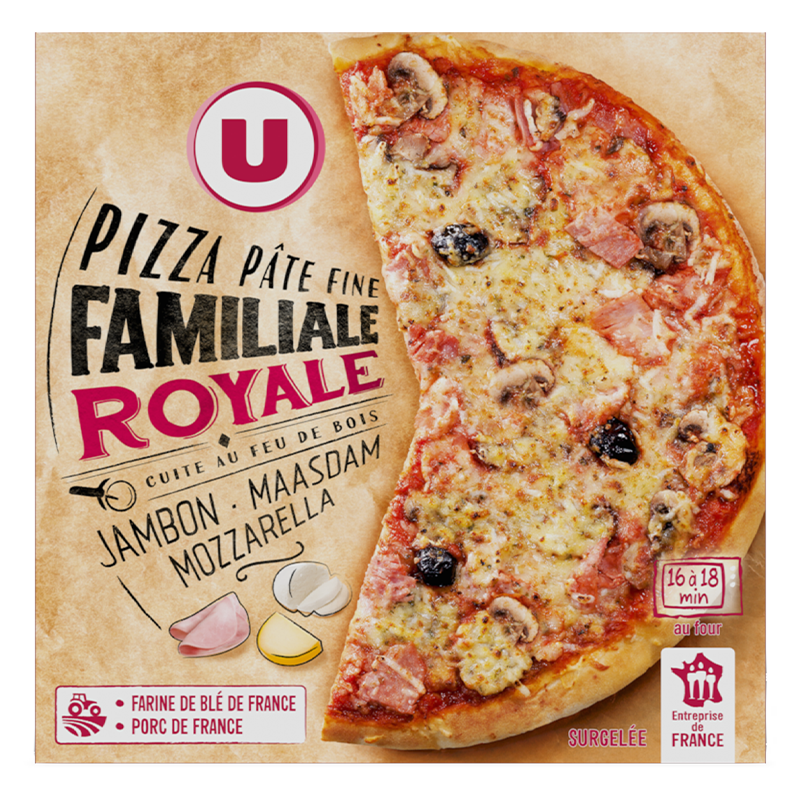 U
PIZZA PÂTE FINE
FAMILIALE
ROYALE
CUITE AU FEU DE BOIS
JAMBON · MAASDAM
MOZZARELLA
16 à 18
min
au four
• FARINE DE BLÉ DE FRANCE
• PORC DE FRANCE
SURGELÉE
Entreprise
de
FRANCE